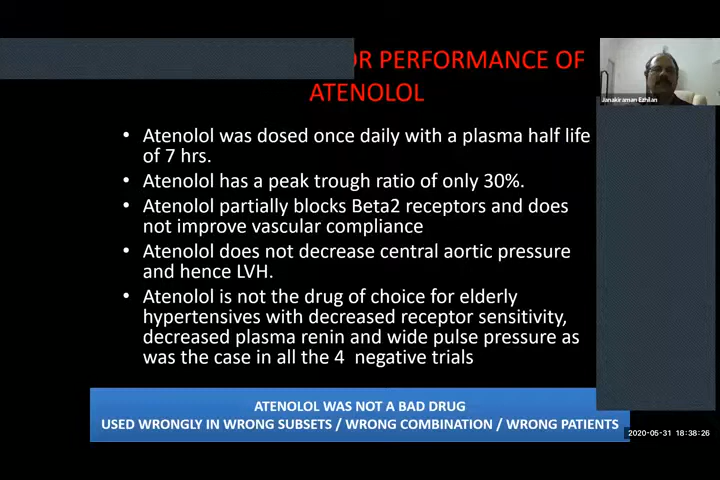 OR PERFORMANCE OF
ATENOLOL
Janakiraman Ezhilan
• Atenolol was dosed once daily with a plasma half life
of 7 hrs.
• Atenolol has a peak trough ratio of only 30%.
• Atenolol partially blocks Beta2 receptors and does
not improve vascular compliance
• Atenolol does not decrease central aortic pressure
and hence LVH.
• Atenolol is not the drug of choice for elderly
hypertensives with decreased receptor sensitivity,
decreased plasma renin and wide pulse pressure as
was the case in all the 4 negative trials
ATENOLOL WAS NOT A BAD DRUG
USED WRONGLY IN WRONG SUBSETS / WRONG COMBINATION / WRONG PATIENTS
2020-05-31 18:38:26